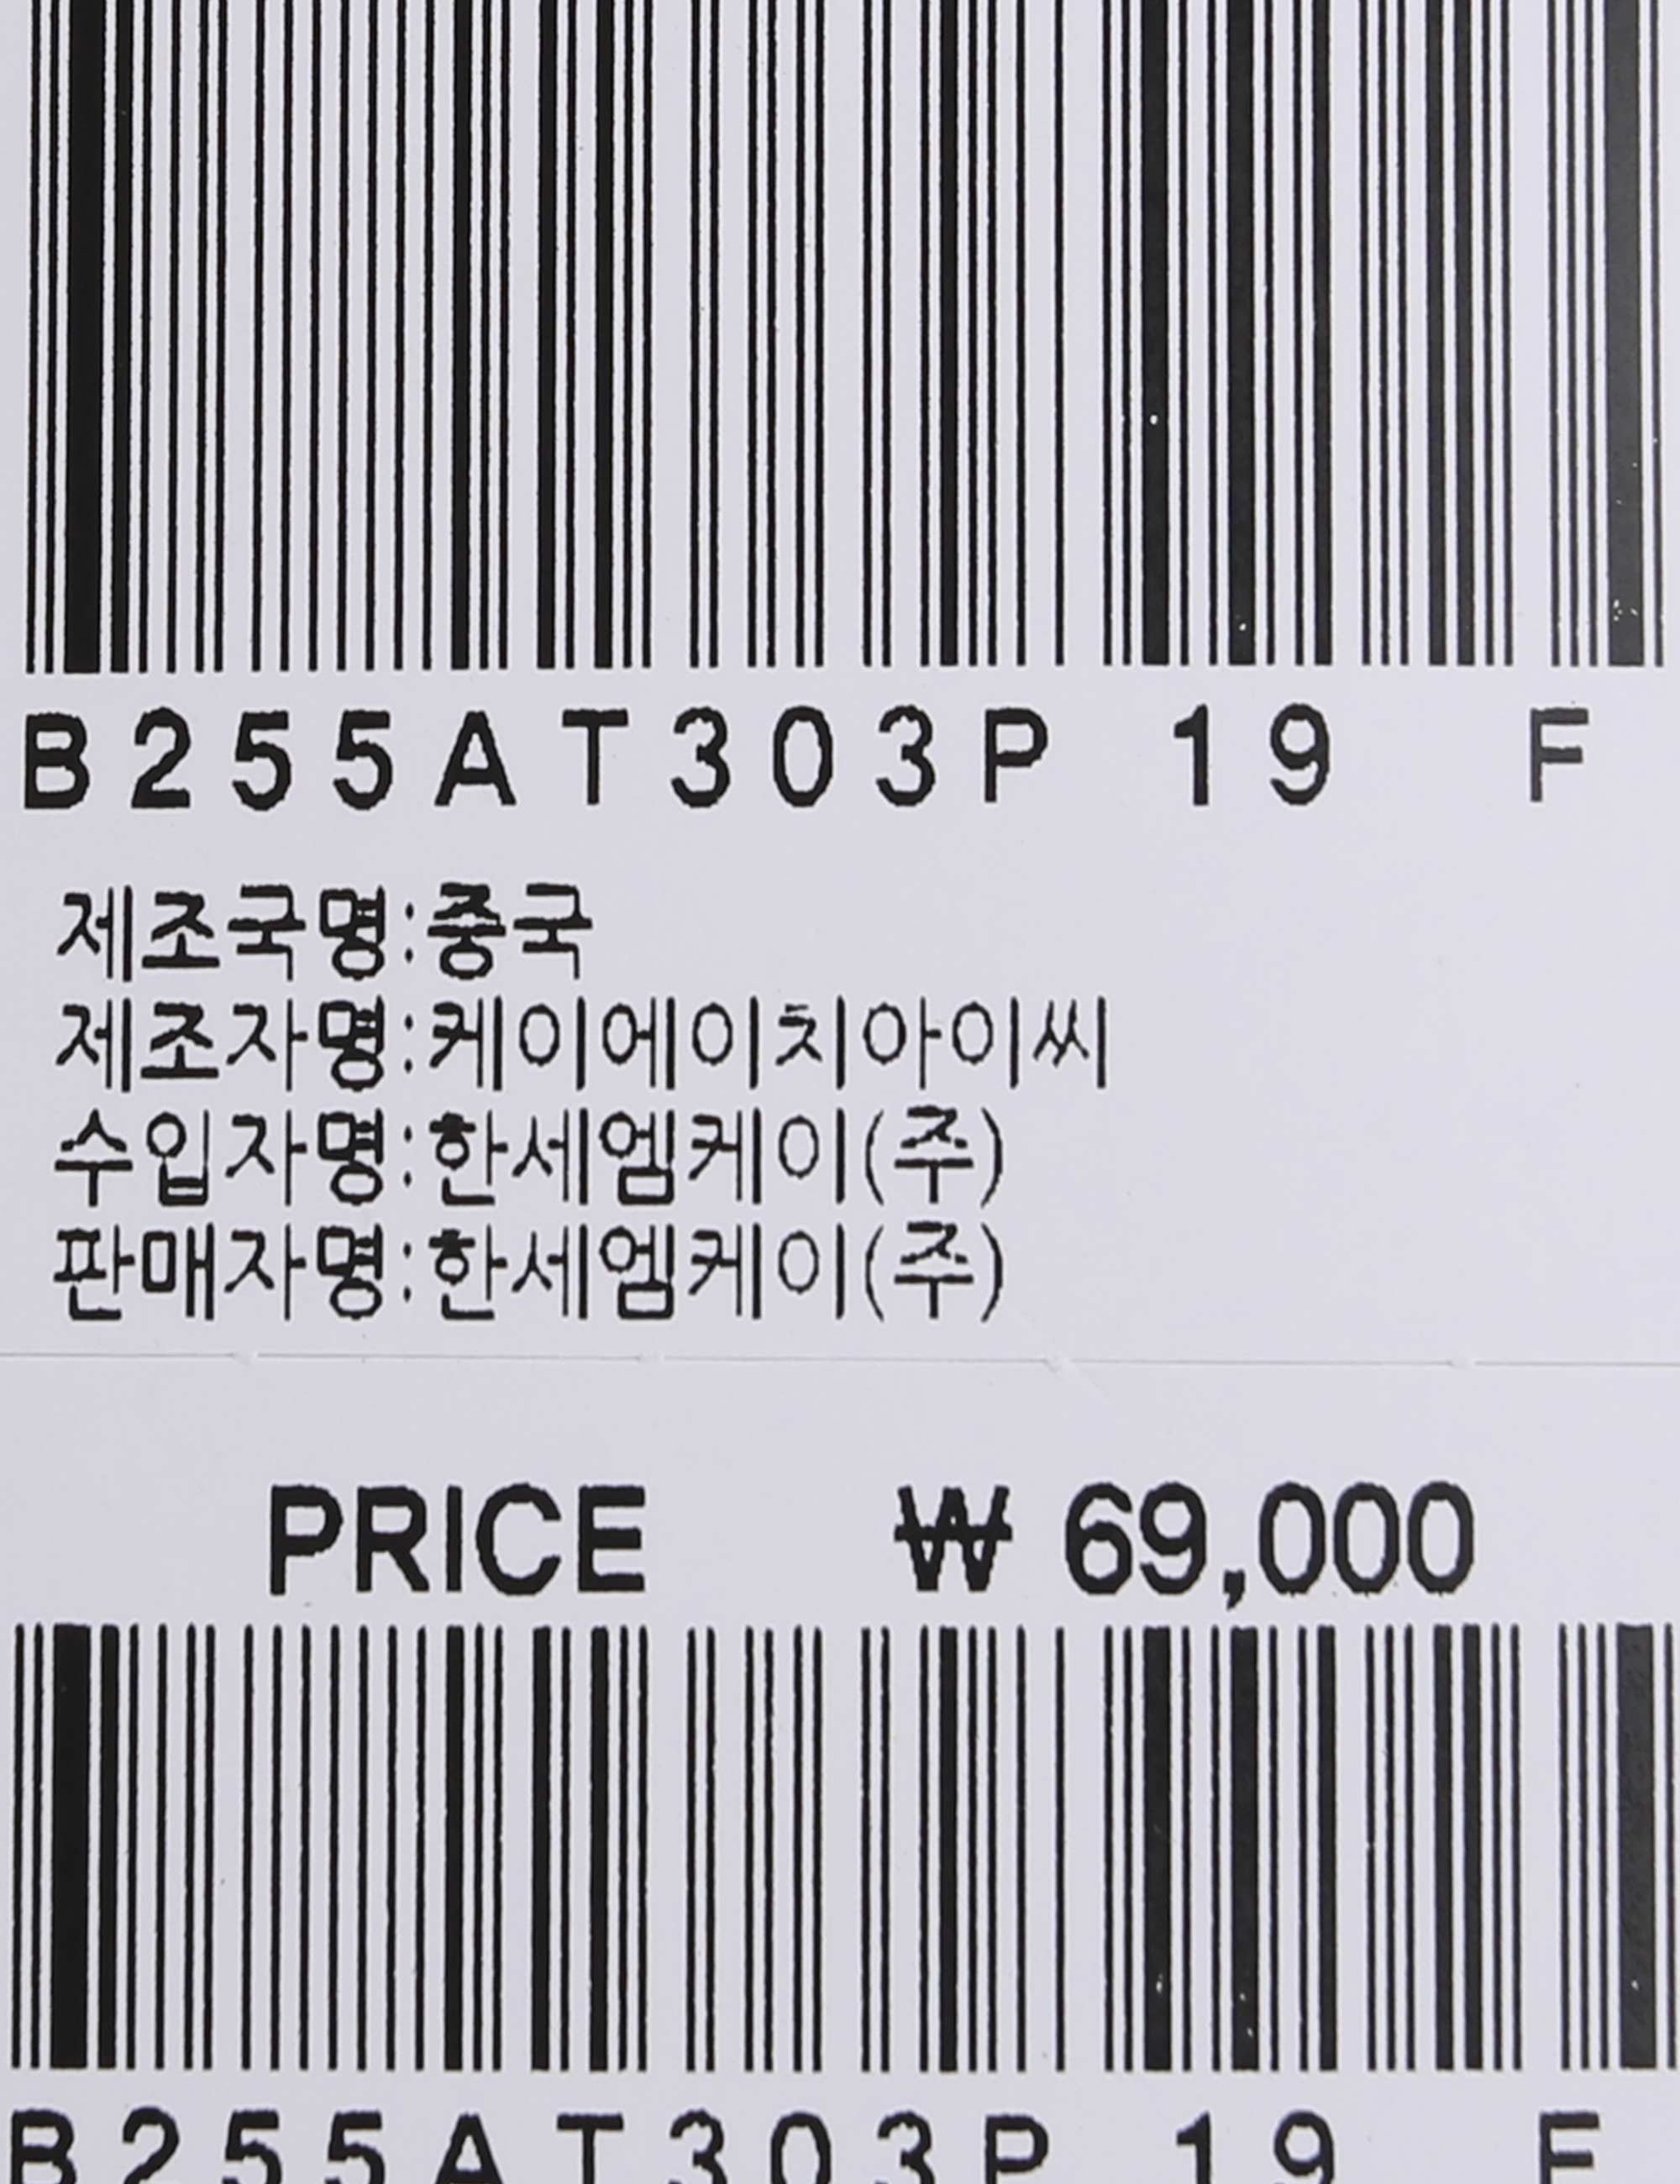 B255AT303P 19 F
제조국명:중국
제조자명:케이에이치아이씨
수입자명:한세엠케이(주)
판매자명:한세엠케이(주)
PRICE ₩ 69,000
B255AT303P 19 F